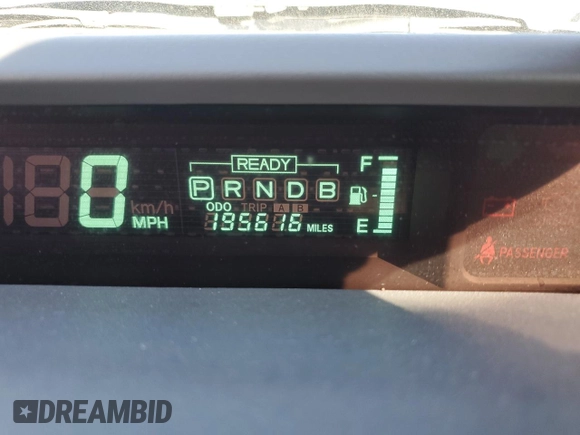 READY
F
P R N D B
0 km/h MPH
ODO TRIP A B
195616 MILES
E
PASSENGER
DREAMBID